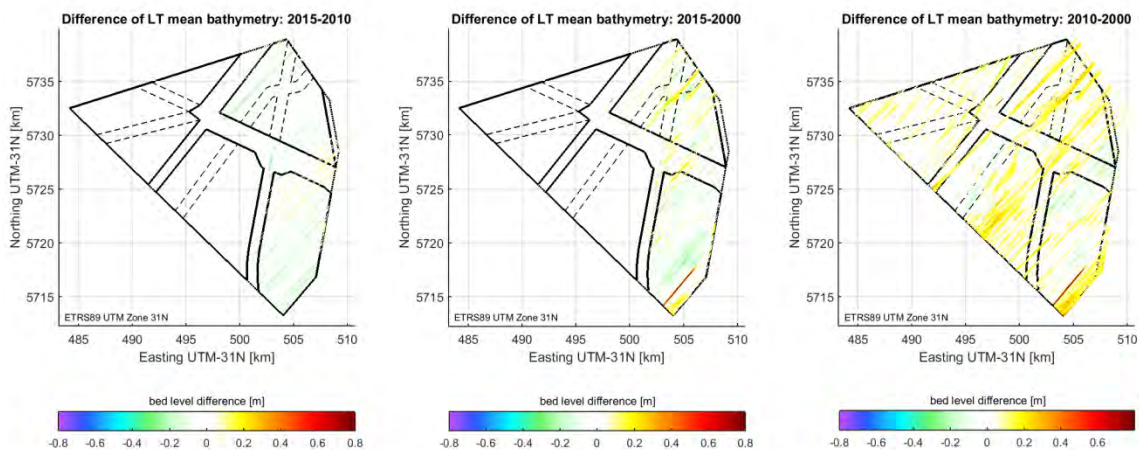 Difference of LT mean bathymetry: 2015-2010
Northing UTM-31N [km]
5735
5730
5725
5720
5715
ETRS89 UTM Zone 31N
485 490 495 500 505 510
Easting UTM-31N [km]
bed level difference [m]
-0.8 -0.6 -0.4 -0.2 0 0.2 0.4 0.6 0.8
Difference of LT mean bathymetry: 2015-2000
Northing UTM-31N [km]
5735
5730
5725
5720
5715
ETRS89 UTM Zone 31N
485 490 495 500 505 510
Easting UTM-31N [km]
bed level difference [m]
-0.8 -0.6 -0.4 -0.2 0 0.2 0.4 0.6 0.8
Difference of LT mean bathymetry: 2010-2000
Northing UTM-31N [km]
5735
5730
5725
5720
5715
ETRS89 UTM Zone 31N
485 490 495 500 505 510
Easting UTM-31N [km]
bed level difference [m]
-0.8 -0.6 -0.4 -0.2 0 0.2 0.4 0.6